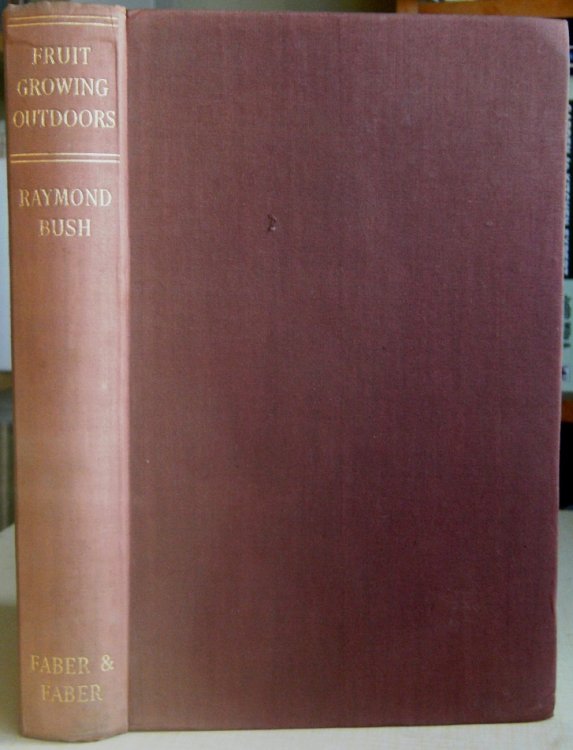 FRUIT
GROWING
OUTDOORS
RAYMOND
BUSH
FABER &
FABER